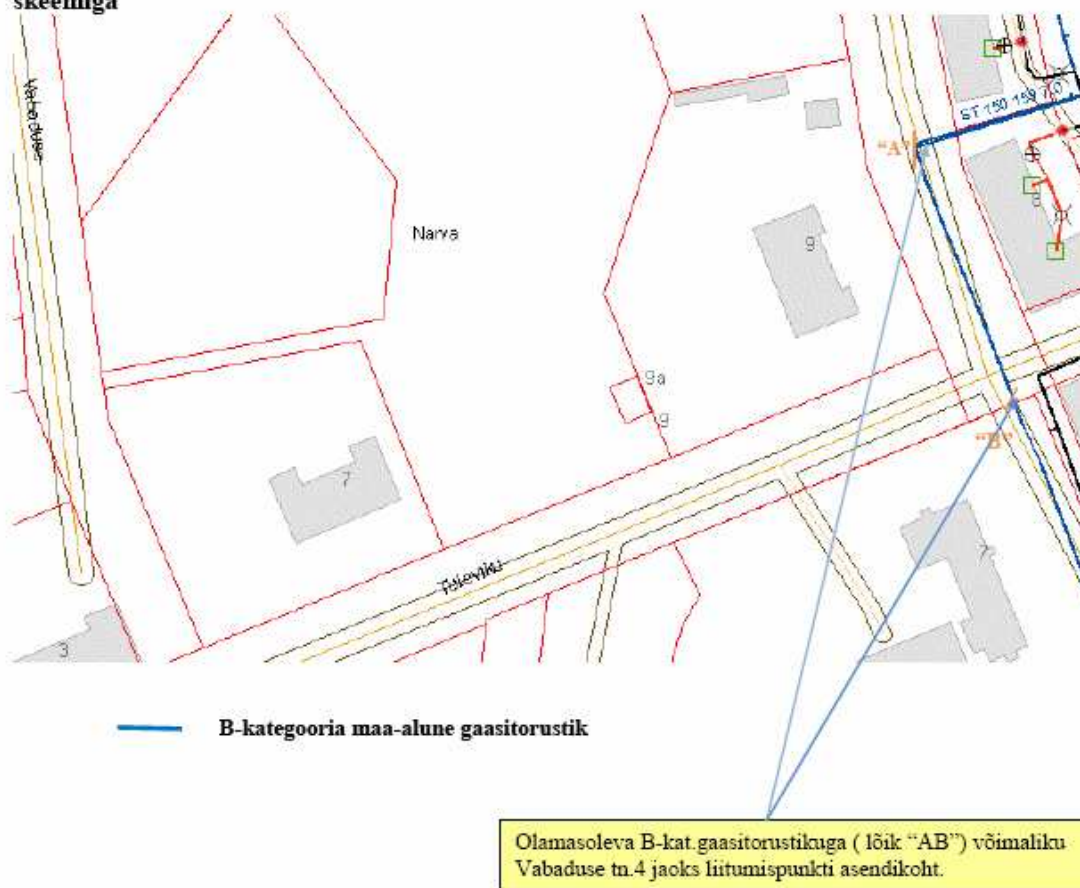 skeemiga
Vabaduse
ST 150 159 7,0
"A"
Narva
9
9a
9
"B"
7
Tuleviku
7
3
B-kategooria maa-alune gaasitorustik
Olamasoleva B-kat.gaasitorustikuga ( lõik "AB") võimaliku
Vabaduse tn.4 jaoks liitumispunkti asendikoht.